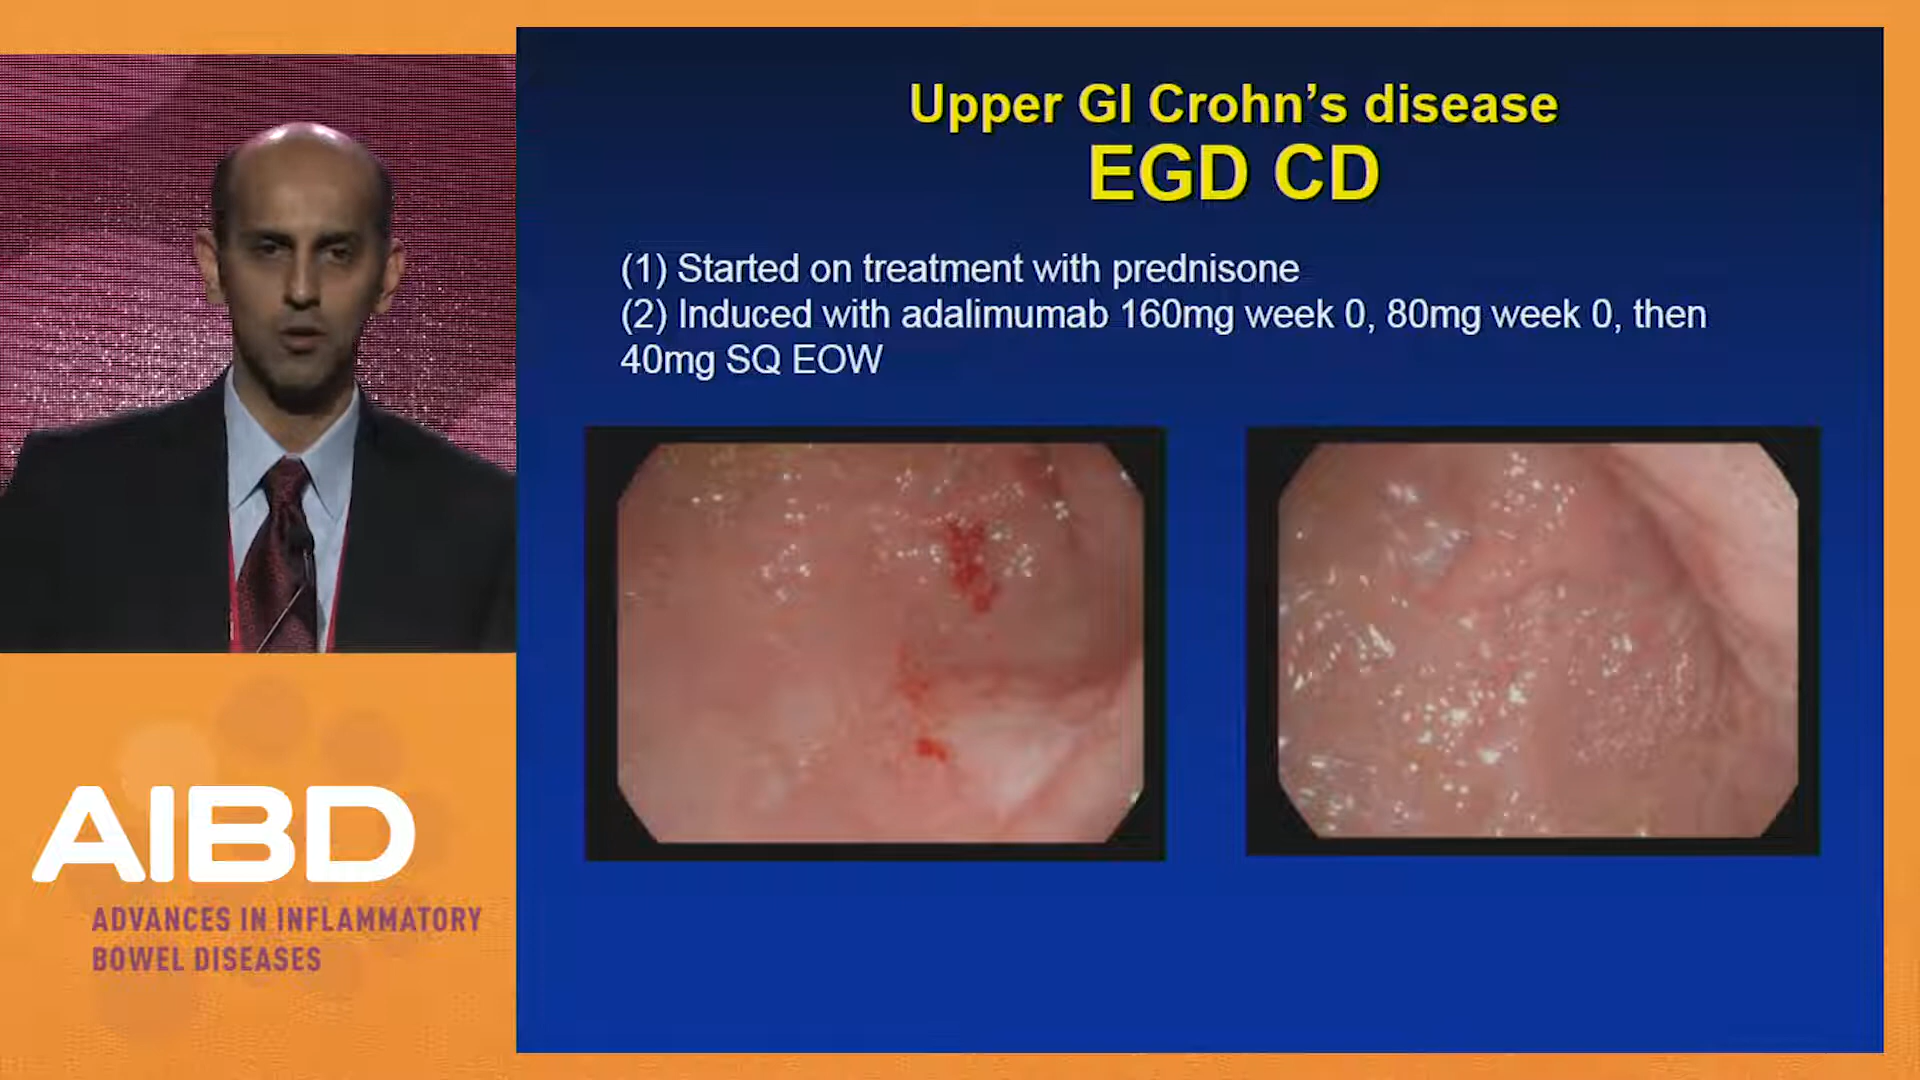 Upper GI Crohn’s disease
EGD CD
(1) Started on treatment with prednisone
(2) Induced with adalimumab 160mg week 0, 80mg week 0, then
40mg SQ EOW
AIBD
ADVANCES IN INFLAMMATORY
BOWEL DISEASES